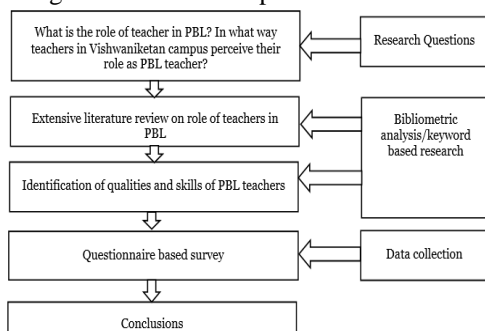 What is the role of teacher in PBL? In what way
teachers in Vishwaniketan campus perceive their
role as PBL teacher?
Research Questions
Extensive literature review on role of teachers in
PBL
Bibliometric
analysis/keyword
based research
Identification of qualities and skills of PBL teachers
Questionnaire based survey
Data collection
Conclusions